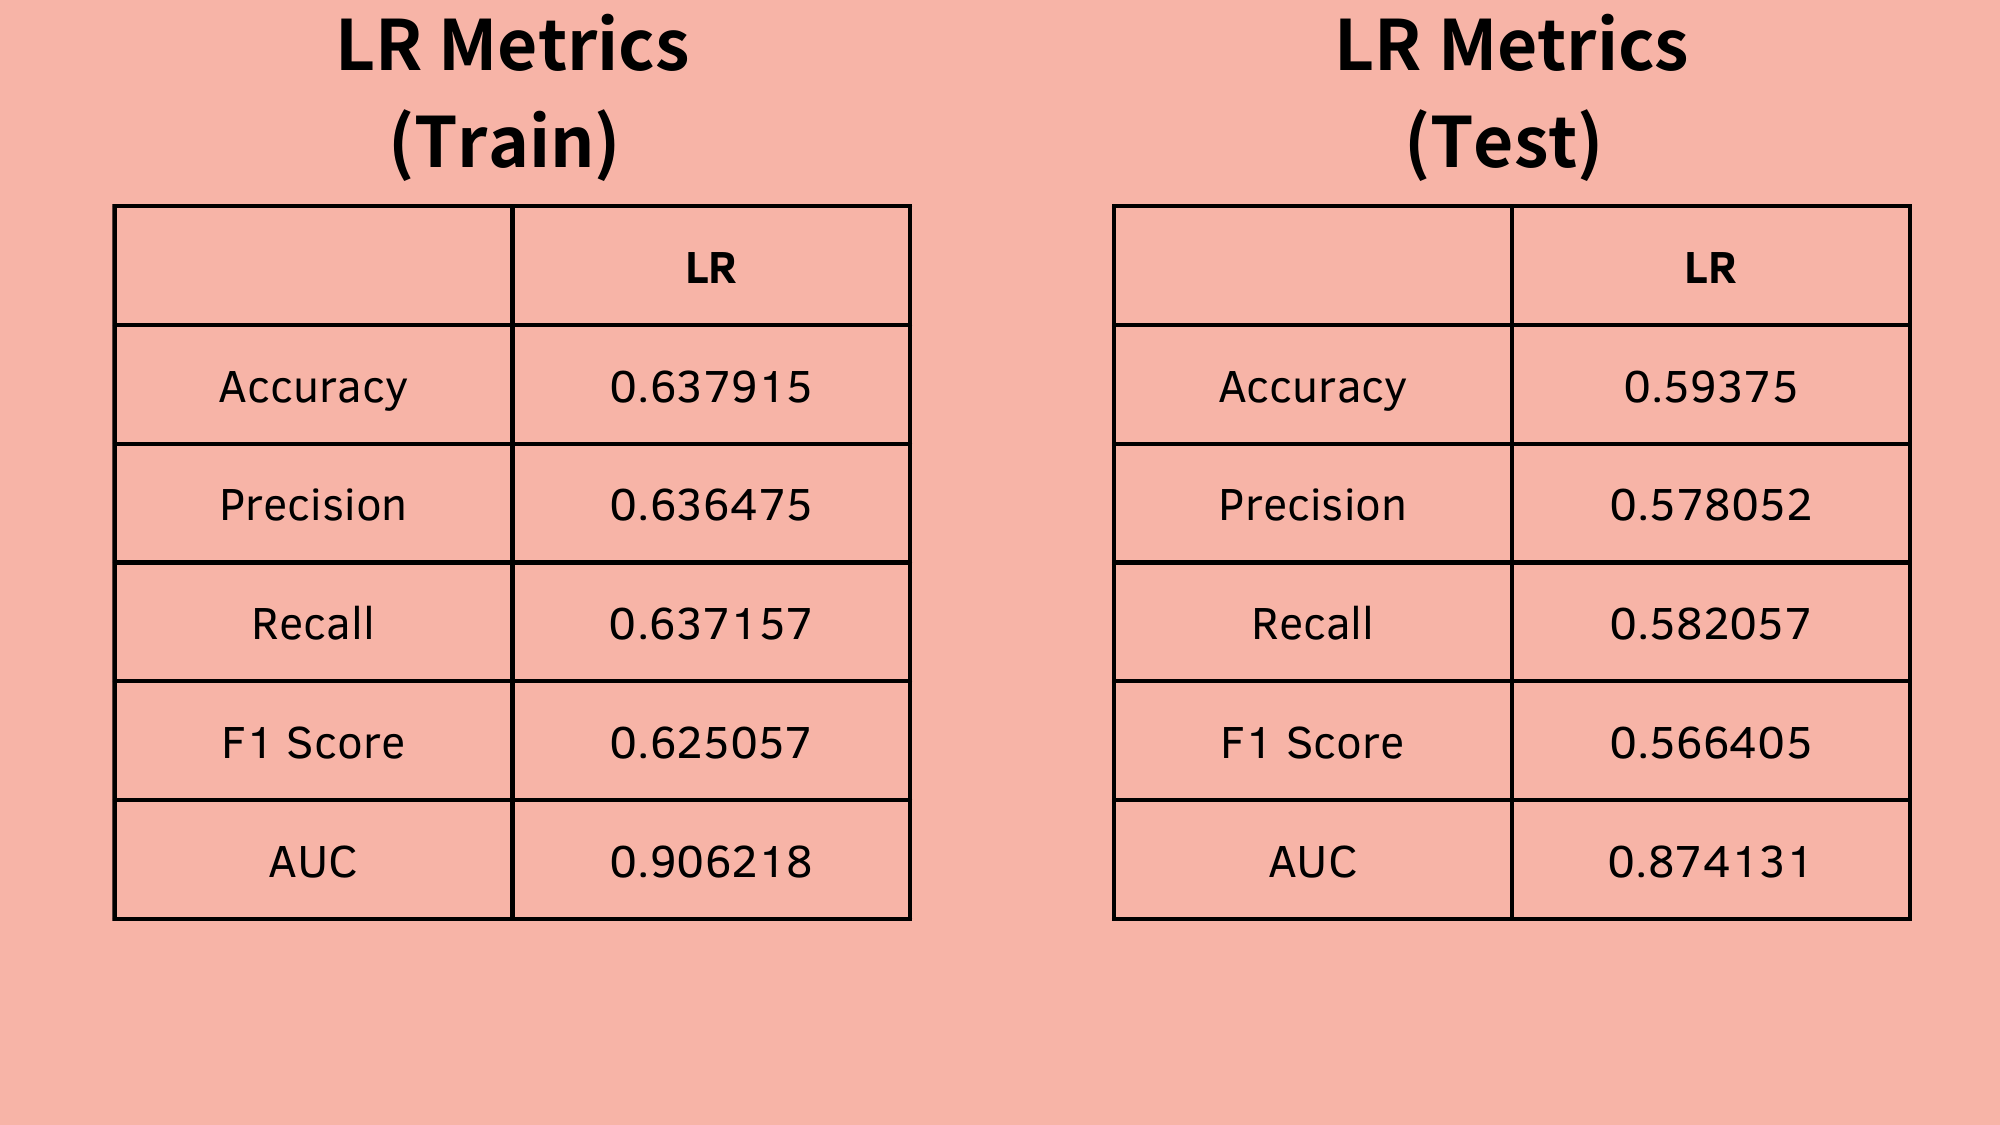 LR Metrics
(Train)
LR
Accuracy 0.637915
Precision 0.636475
Recall 0.637157
F1 Score 0.625057
AUC 0.906218
LR Metrics
(Test)
LR
Accuracy 0.59375
Precision 0.578052
Recall 0.582057
F1 Score 0.566405
AUC 0.874131